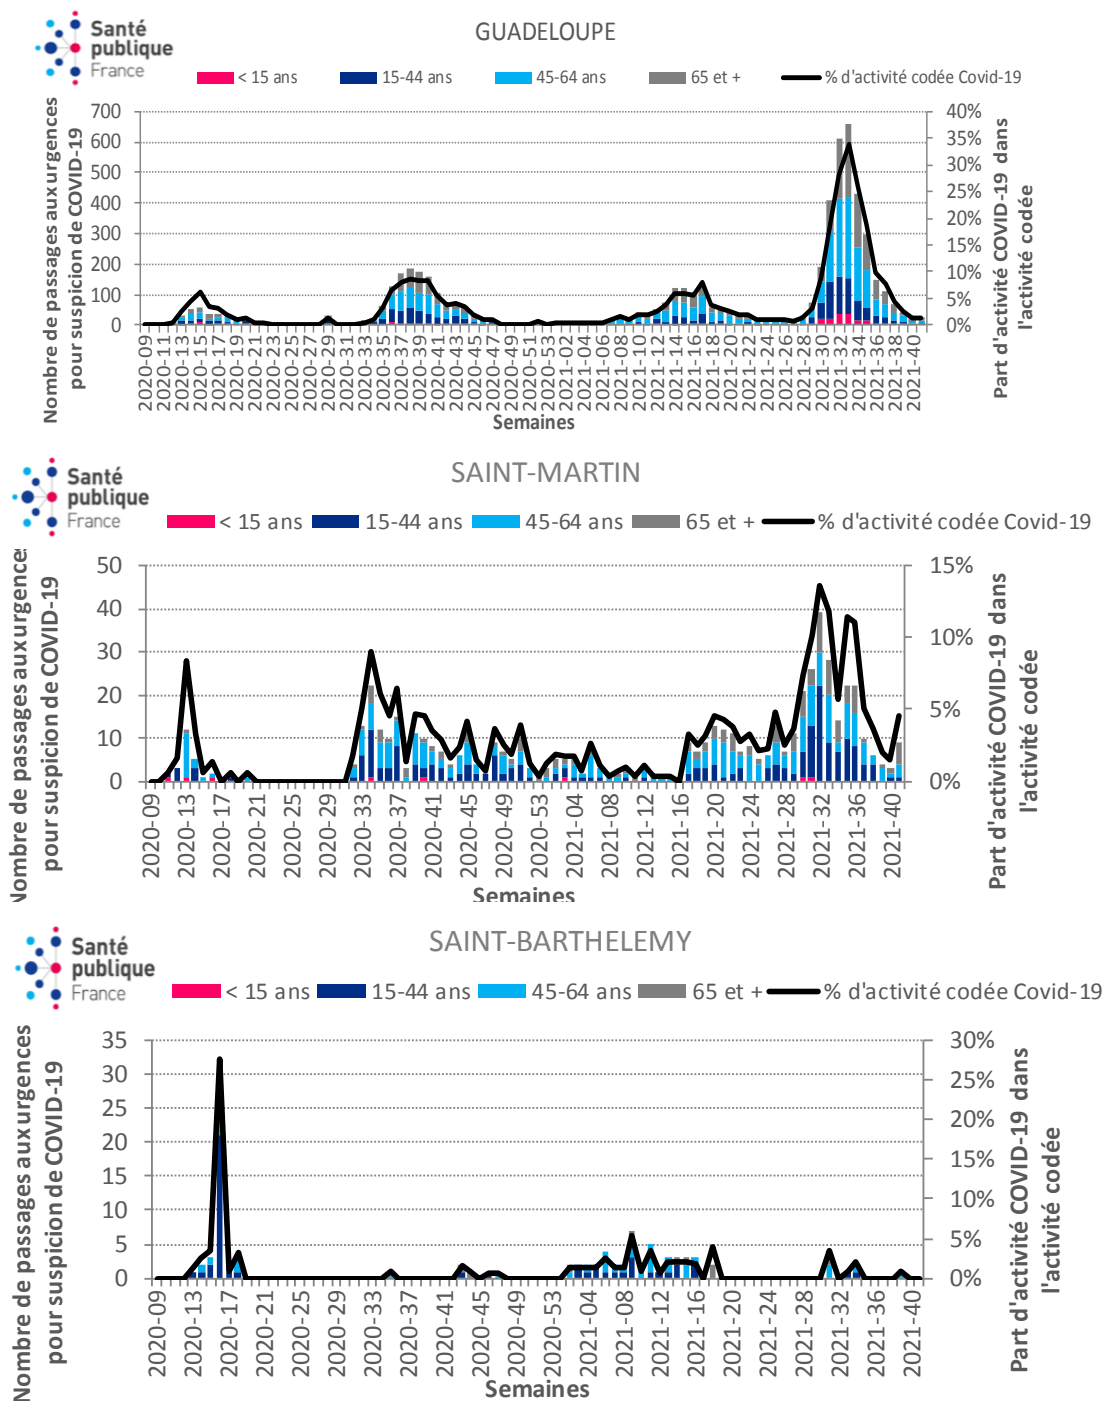 Santé
publique
France
GUADELOUPE
< 15 ans 15-44 ans 45-64 ans 65 et + % d'activité codée Covid-19
Nombre de passages aux urgences
pour suspicion de COVID-19
700
600
500
400
300
200
100
0
40%
35%
30%
25%
20%
15%
10%
5%
0%
Part d'activité COVID-19 dans
l'activité codée
2020-09 2020-11 2020-13 2020-15 2020-17 2020-19 2020-21 2020-23 2020-25 2020-27 2020-29 2020-31 2020-33 2020-35 2020-37 2020-39 2020-41 2020-43 2020-45 2020-47 2020-49 2020-51 2020-53 2021-02 2021-04 2021-06 2021-08 2021-10 2021-12 2021-14 2021-16 2021-18 2021-20 2021-22 2021-24 2021-26 2021-28 2021-30 2021-32 2021-34 2021-36 2021-38 2021-40
Semaines
Santé
publique
France
SAINT-MARTIN
< 15 ans 15-44 ans 45-64 ans 65 et + % d'activité codée Covid-19
Nombre de passages aux urgences
pour suspicion de COVID-19
50
40
30
20
10
0
15%
10%
5%
0%
Part d'activité COVID-19 dans
l'activité codée
2020-09 2020-13 2020-17 2020-21 2020-25 2020-29 2020-33 2020-37 2020-41 2020-45 2020-49 2020-53 2021-04 2021-08 2021-12 2021-16 2021-20 2021-24 2021-28 2021-32 2021-36 2021-40
Semaines
Santé
publique
France
SAINT-BARTHELEMY
< 15 ans 15-44 ans 45-64 ans 65 et + % d'activité codée Covid-19
Nombre de passages aux urgences
pour suspicion de COVID-19
35
30
25
20
15
10
5
0
30%
25%
20%
15%
10%
5%
0%
Part d'activité COVID-19 dans
l'activité codée
2020-09 2020-13 2020-17 2020-21 2020-25 2020-29 2020-33 2020-37 2020-41 2020-45 2020-49 2020-53 2021-04 2021-08 2021-12 2021-16 2021-20 2021-24 2021-28 2021-32 2021-36 2021-40
Semaines